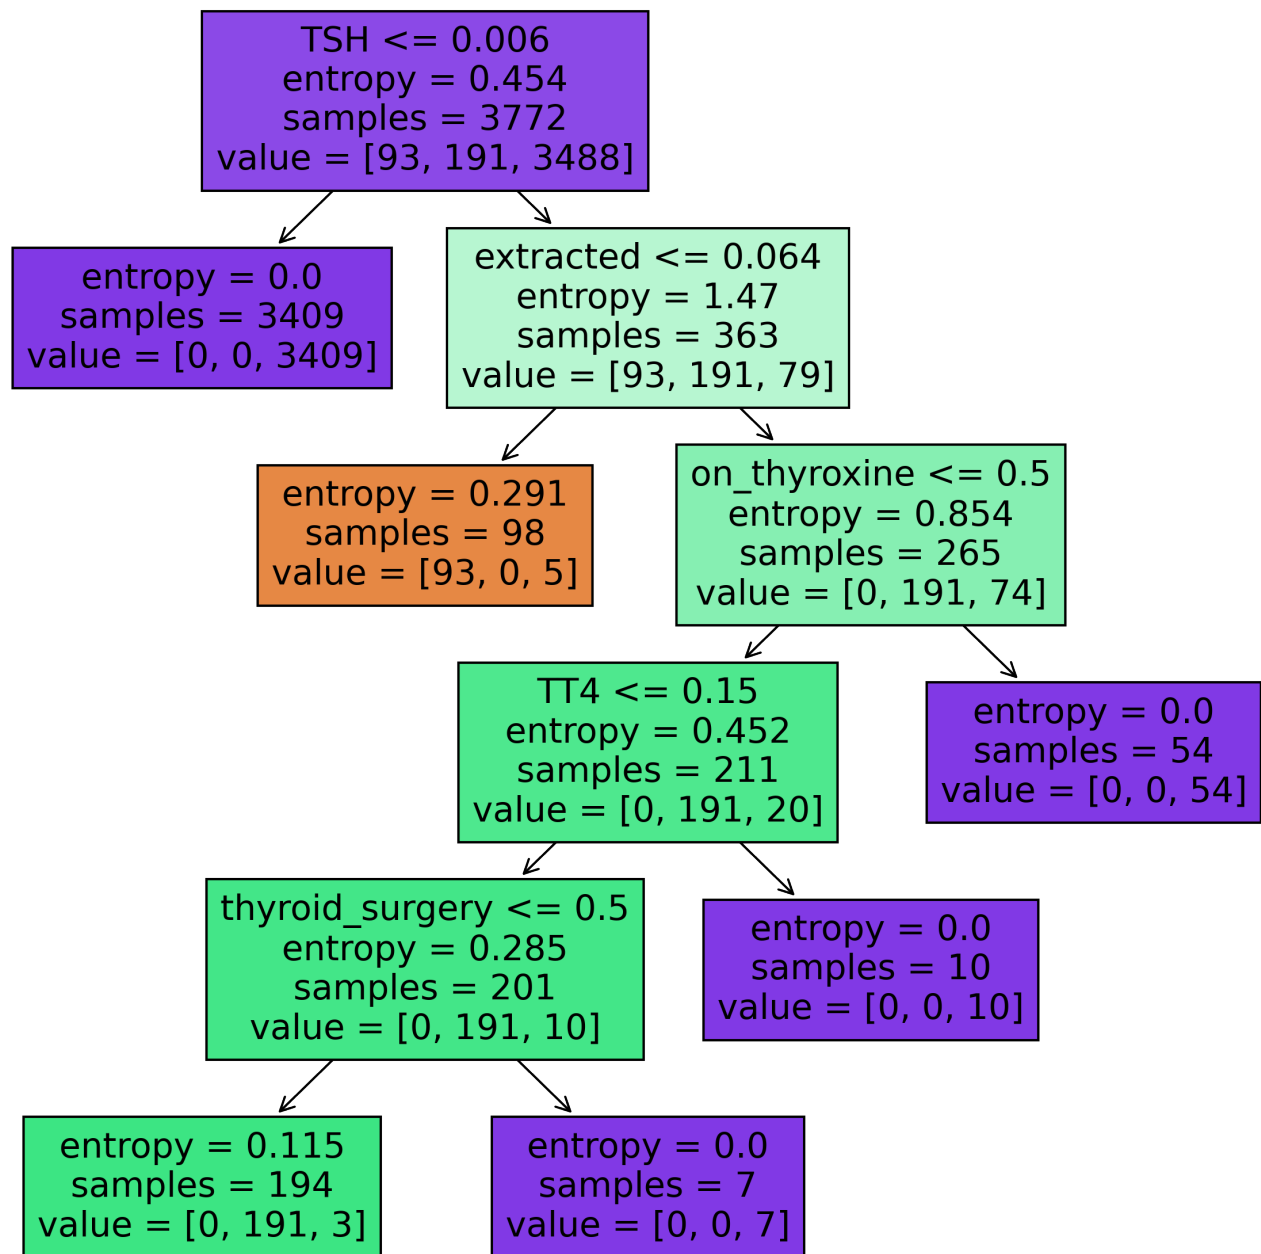 TSH <= 0.006
entropy = 0.454
samples = 3772
value = [93, 191, 3488]
entropy = 0.0
samples = 3409
value = [0, 0, 3409]
extracted <= 0.064
entropy = 1.47
samples = 363
value = [93, 191, 79]
entropy = 0.291
samples = 98
value = [93, 0, 5]
on_thyroxine <= 0.5
entropy = 0.854
samples = 265
value = [0, 191, 74]
TT4 <= 0.15
entropy = 0.452
samples = 211
value = [0, 191, 20]
entropy = 0.0
samples = 54
value = [0, 0, 54]
thyroid_surgery <= 0.5
entropy = 0.285
samples = 201
value = [0, 191, 10]
entropy = 0.0
samples = 10
value = [0, 0, 10]
entropy = 0.115
samples = 194
value = [0, 191, 3]
entropy = 0.0
samples = 7
value = [0, 0, 7]